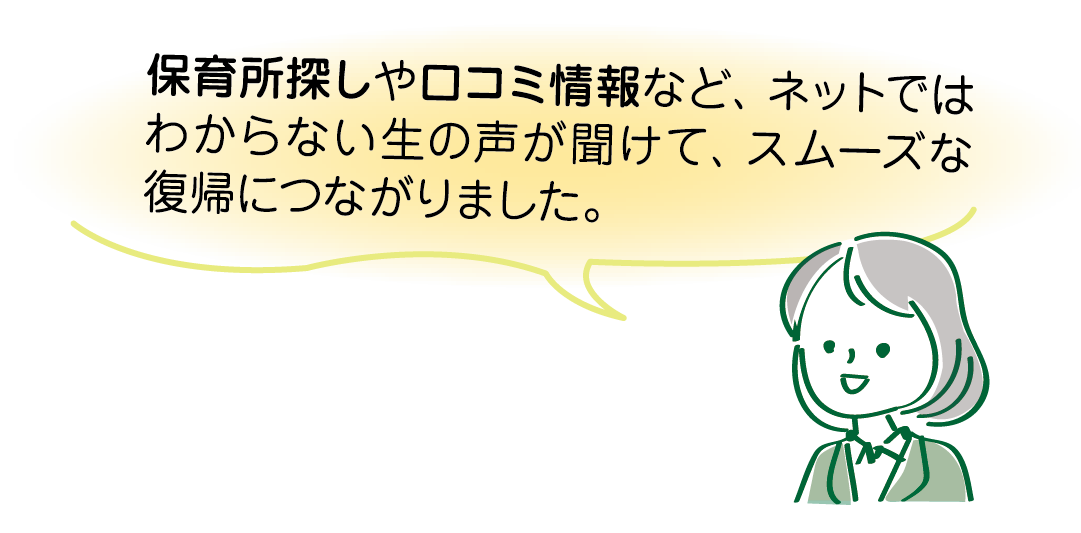 保育所探しや口コミ情報など、ネットでは
わからない生の声が聞けて、スムーズな
復帰につながりました。